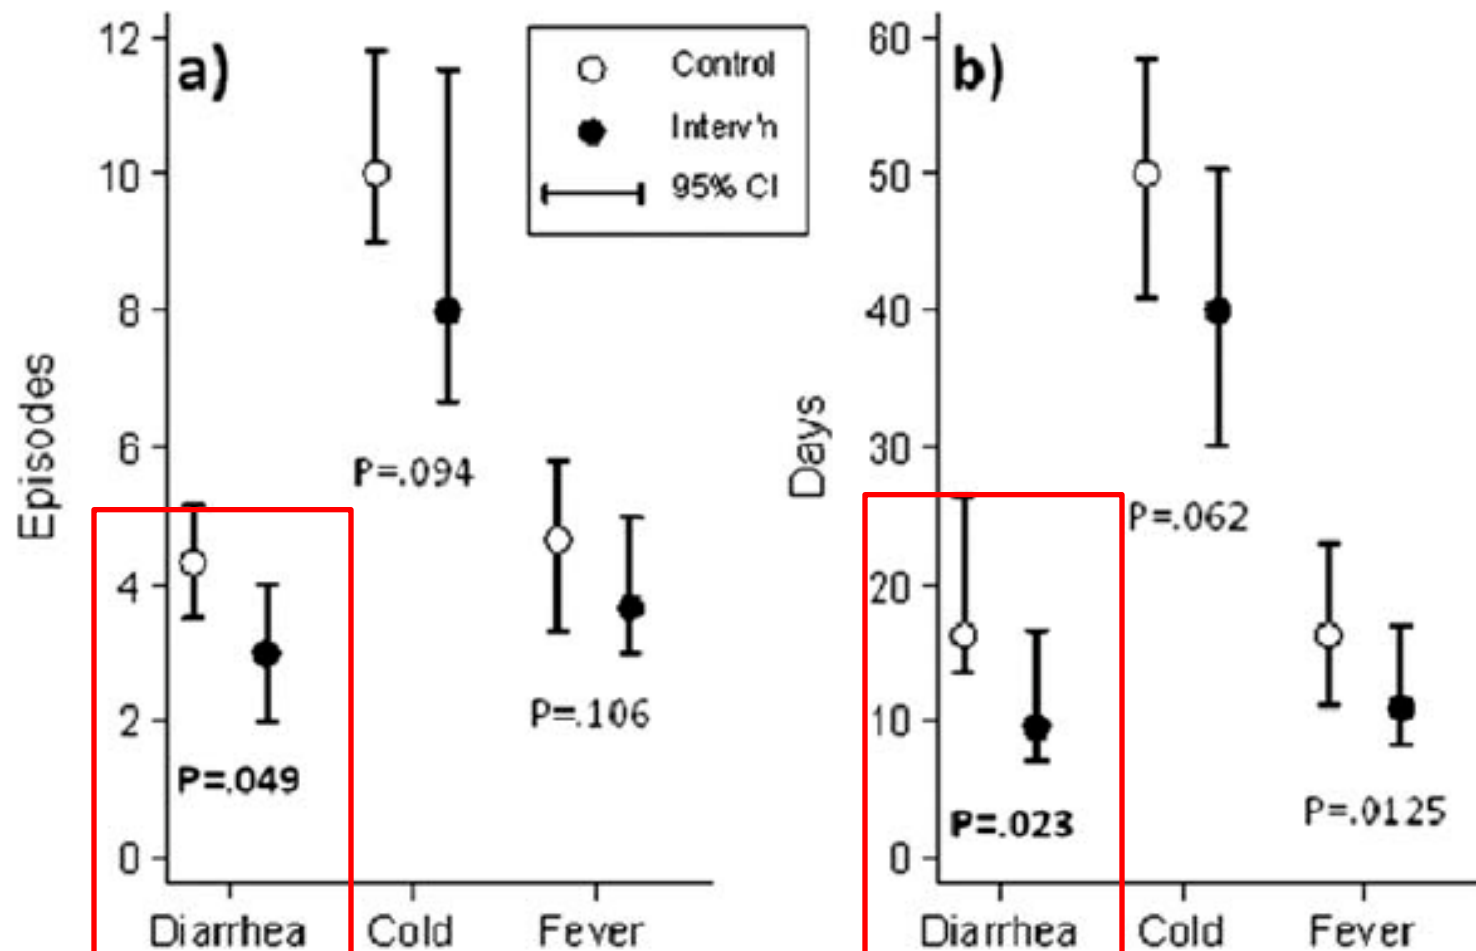 a)
Control
Interv'n
95% CI
Episodes
12
10
8
6
4
2
0
P=.094
P=.106
P=.049
Diarrhea Cold Fever
b)
Days
60
50
40
30
20
10
0
P=.062
P=.0125
P=.023
Diarrhea Cold Fever